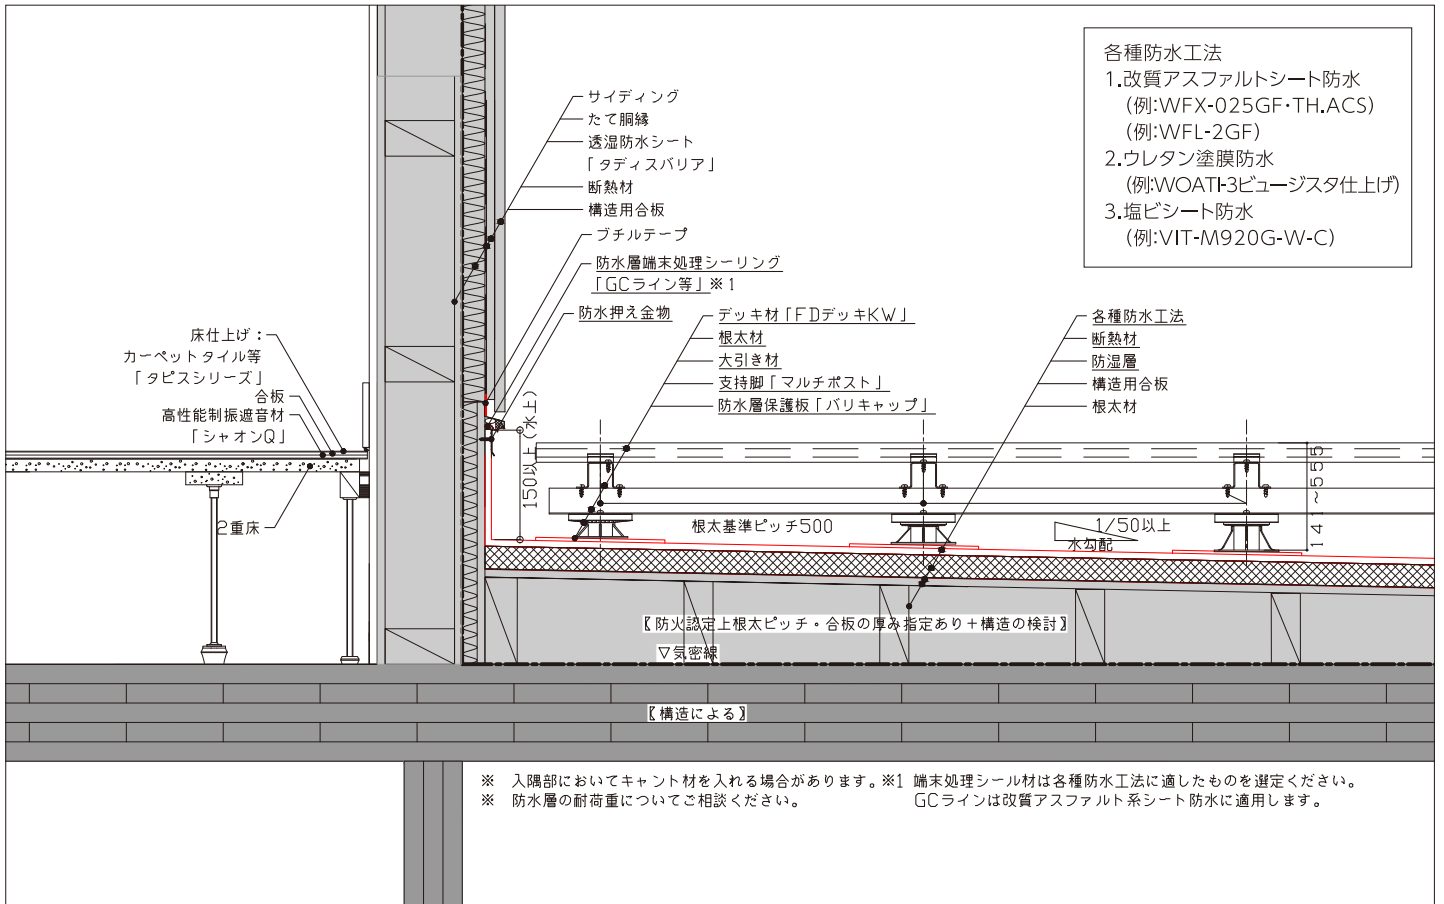 各種防水工法
1.改質アスファルトシート防水
(例:WFX-025GF・TH.ACS)
(例:WFL-2GF)
2.ウレタン塗膜防水
(例:WOATI-3ビュージスタ仕上げ)
3.塩ビシート防水
(例:VIT-M920G-W-C)
サイディング
たて胴縁
透湿防水シート
「タディスバリア」
断熱材
構造用合板
ブチルテープ
防水層端末処理シーリング
「GCライン等」※1
防水押え金物
デッキ材「FDデッキKW」
根太材
大引き材
支持脚「マルチポスト」
防水層保護板「バリキャップ」
各種防水工法
断熱材
防湿層
構造用合板
根太材
床仕上げ：
カーペットタイル等
「タピスシリーズ」
合板
高性能制振遮音材
「シャオンQ」
2重床
150以上(水上)
根太基準ピッチ500
1/50以上
水勾配
141～555
【防火認定上根太ピッチ・合板の厚み指定あり＋構造の検討】
▽気密線
【構造による】
※ 入隅部においてキャント材を入れる場合があります。
※ 防水層の耐荷重についてご相談ください。
※1 端末処理シール材は各種防水工法に適したものを選定ください。
GCラインは改質アスファルト系シート防水に適用します。